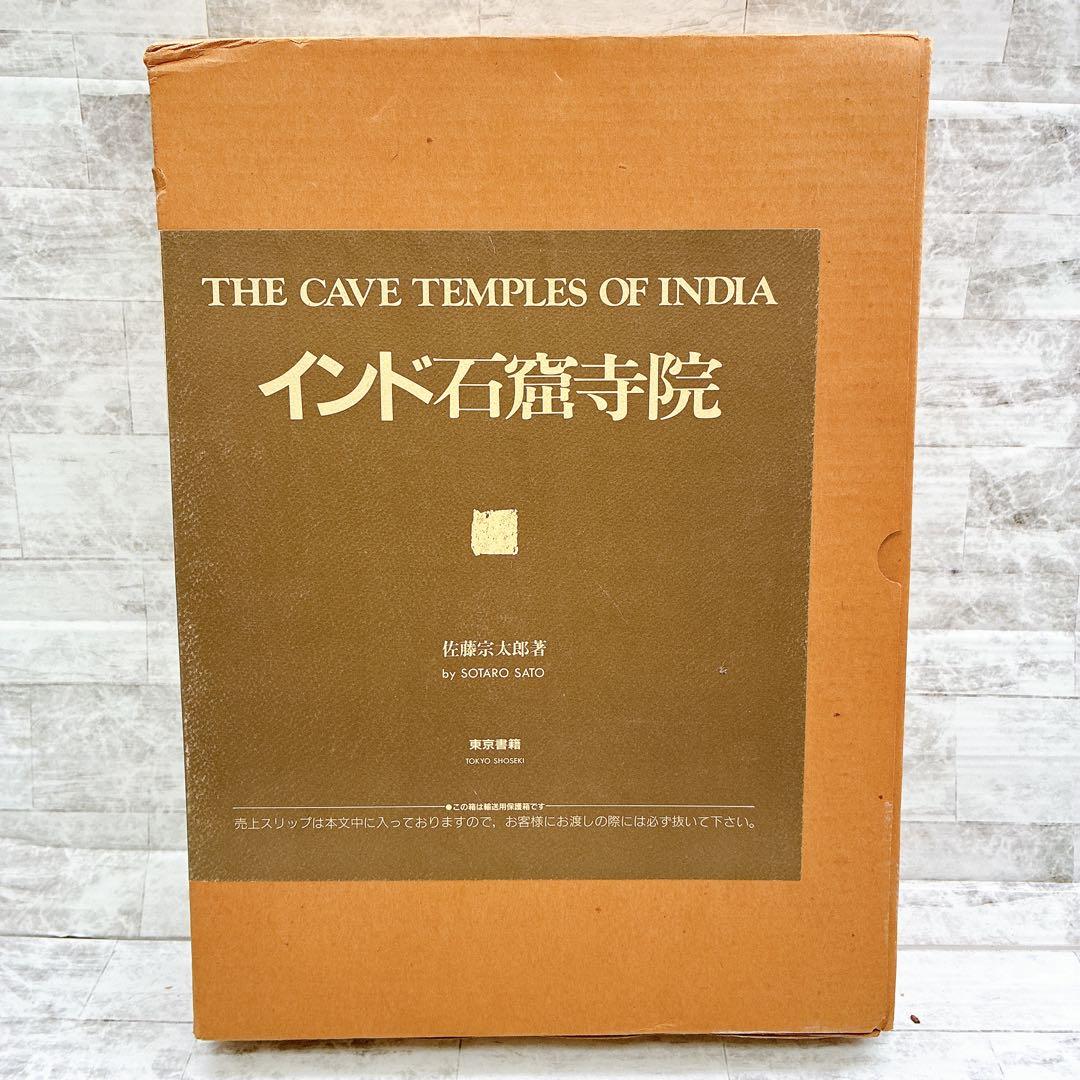 THE CAVE TEMPLES OF INDIA
インド石窟寺院
佐藤宗太郎著
by SOTARO SATO
東京書籍
TOKYO SHOSEKI
●この箱は輸送用保護箱です
売上スリップは本文中に入っておりますので，お客様にお渡しの際には必ず抜いて下さい。